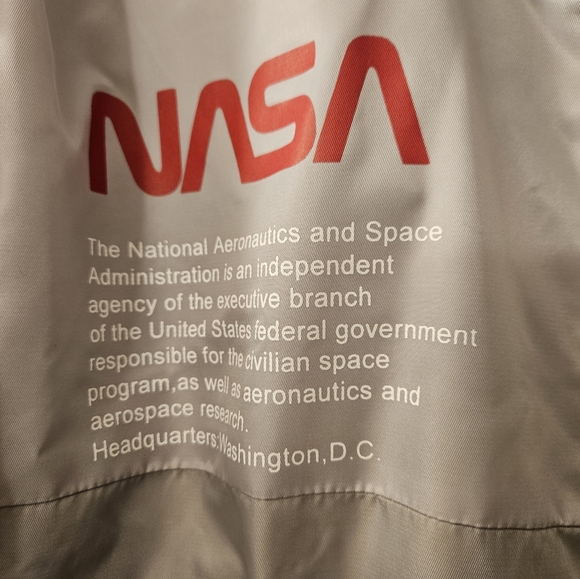 NASA
The National Aeronautics and Space
Administration is an independent
agency of the executive branch
of the United States federal government
responsible for the civilian space
program,as well as aeronautics and
aerospace research.
Headquarters:Washington,D.C.